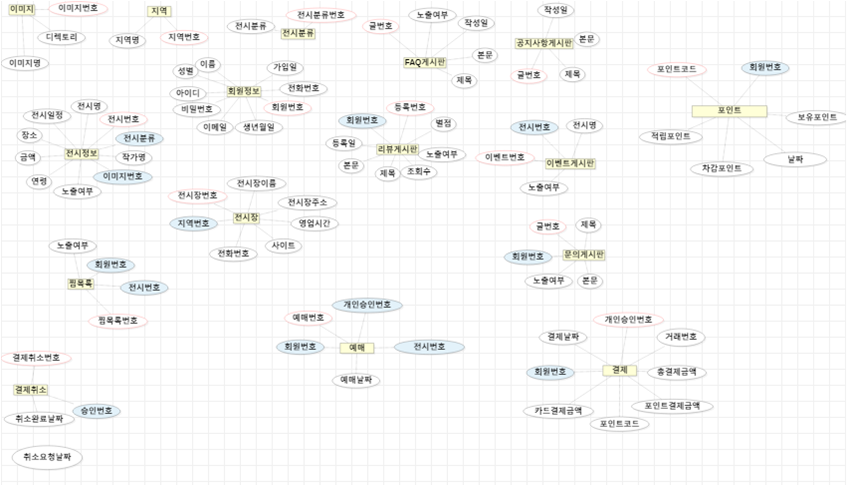 이미지
이미지번호
디렉토리
이미지명
지역
지역명
지역번호
전시분류번호
전시분류
전시분류
노출여부
글번호
작성일
FAQ게시판
본문
제목
작성일
공지사항게시판
본문
글번호
제목
이름
성별
가입일
회원정보
아이디
전화번호
비밀번호
회원번호
이메일
생년월일
포인트코드
회원번호
포인트
보유포인트
적립포인트
차감포인트
날짜
전시명
전시일정
전시번호
장소
전시분류
전시정보
금액
작가명
이미지번호
연령
노출여부
등록번호
회원번호
별점
등록일
리뷰게시판
노출여부
본문
제목
조회수
전시번호
전시명
이벤트번호
이벤트게시판
노출여부
전시장이름
전시장번호
전시장주소
전시장
지역번호
영업시간
사이트
전화번호
글번호
제목
회원번호
문의게시판
노출여부
본문
노출여부
회원번호
찜목록
전시번호
찜목록번호
개인승인번호
예매번호
회원번호
예매
전시번호
예매날짜
개인승인번호
결제날짜
거래번호
회원번호
결제
총결제금액
카드결제금액
포인트결제금액
포인트코드
결제취소번호
결제취소
승인번호
취소완료날짜
취소요청날짜